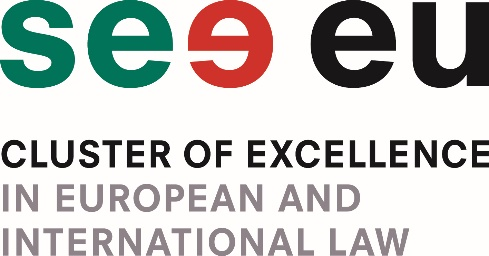 see eu
CLUSTER OF EXCELLENCE
IN EUROPEAN AND
INTERNATIONAL LAW